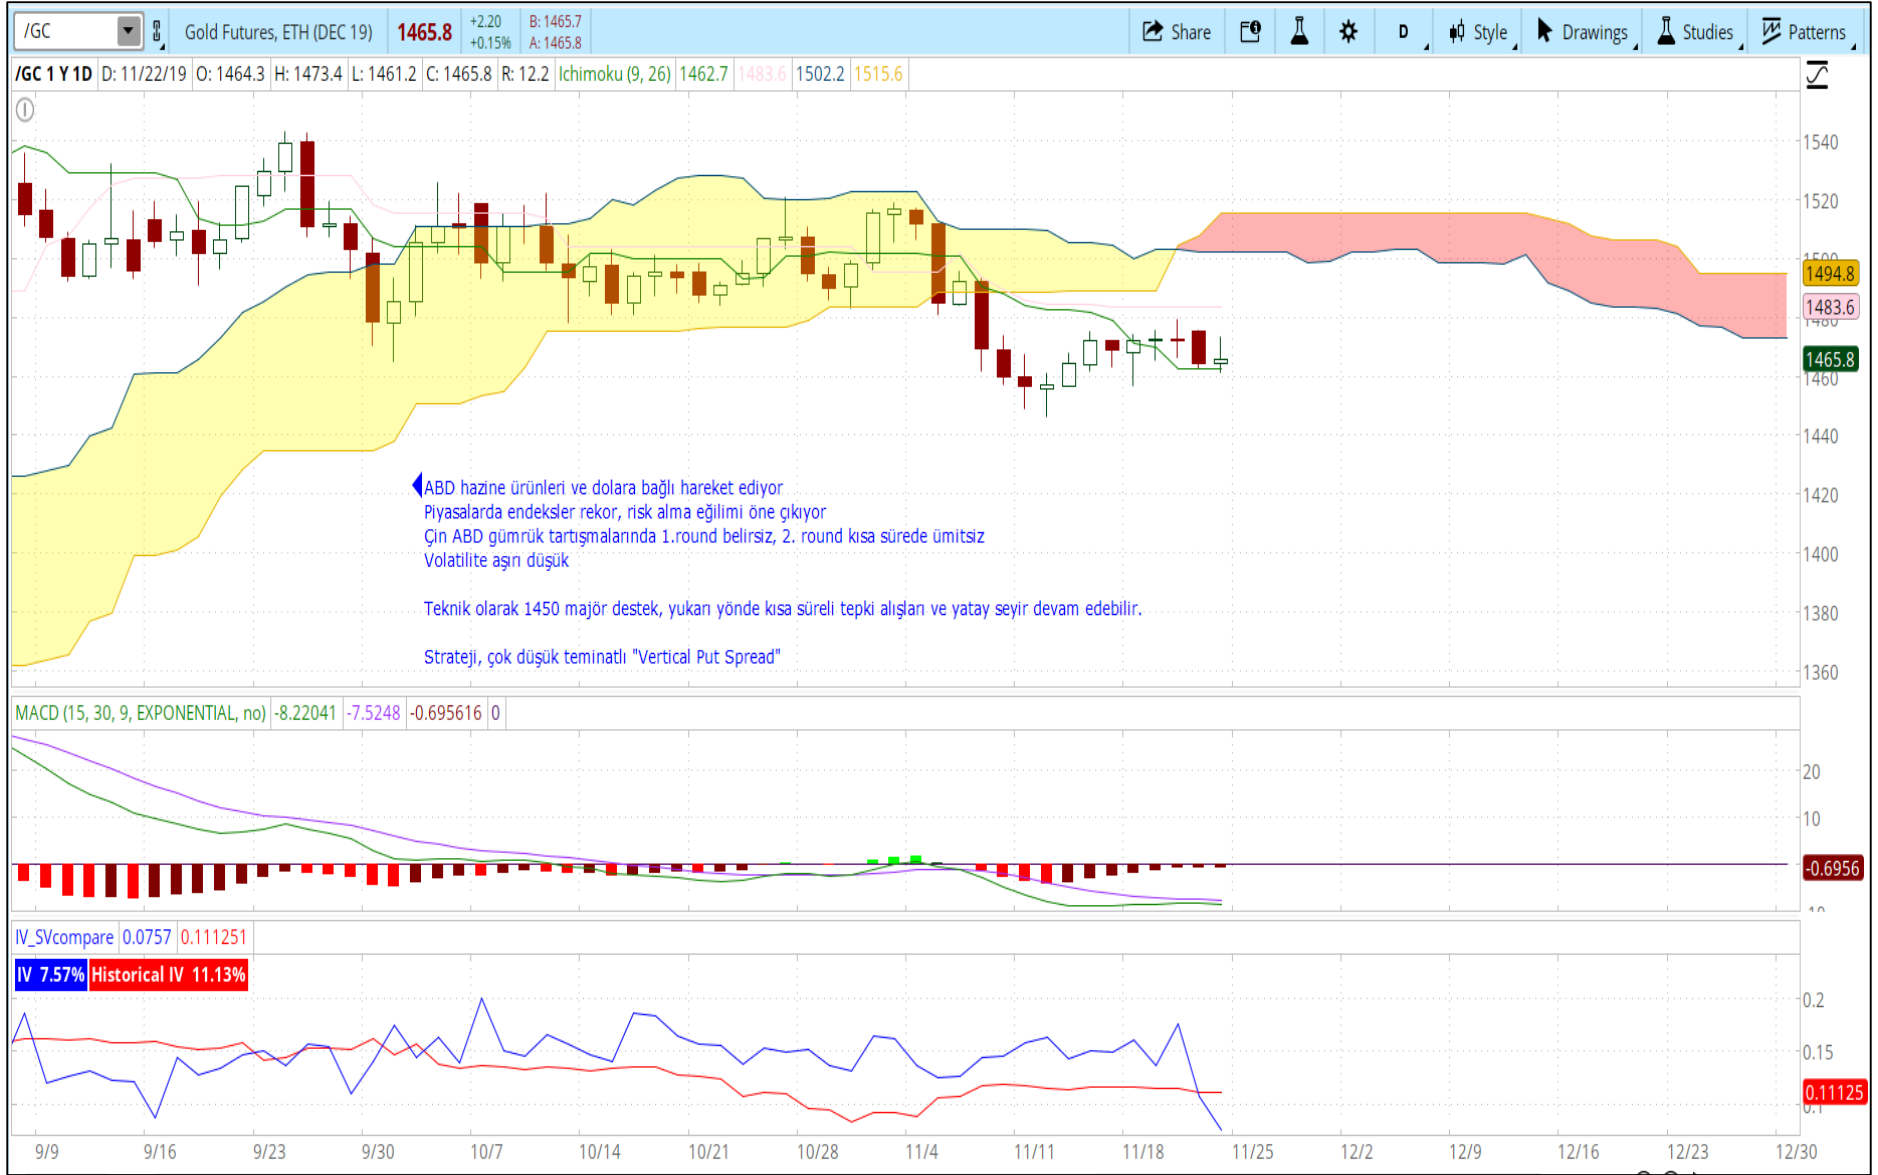 /GC
Gold Futures, ETH (DEC 19)
1465.8
+2.20
+0.15%
B: 1465.7
A: 1465.8
Share
D
Style
Drawings
Studies
Patterns
/GC 1 Y 1D D: 11/22/19 O: 1464.3 H: 1473.4 L: 1461.2 C: 1465.8 R: 12.2 Ichimoku (9, 26) 1462.7 1483.6 1502.2 1515.6
1540
1520
1500
1494.8
1483.6
1480
1465.8
1460
1440
1420
1400
1380
1360
ABD hazine ürünleri ve dolara bağlı hareket ediyor
Piyasalarda endeksler rekor, risk alma eğilimi öne çıkıyor
Çin ABD gümrük tartışmalarında 1.round belirsiz, 2. round kısa sürede ümitsiz
Volatilite aşırı düşük
Teknik olarak 1450 majör destek, yukarı yönde kısa süreli tepki alışları ve yatay seyir devam edebilir.
Strateji, çok düşük teminatlı "Vertical Put Spread"
MACD (15, 30, 9, EXPONENTIAL, no) -8.22041 -7.5248 -0.695616 0
20
10
-0.6956
-10
IV_SVcompare 0.0757 0.111251
IV 7.57% Historical IV 11.13%
0.2
0.15
0.11125
0.1
9/9 9/16 9/23 9/30 10/7 10/14 10/21 10/28 11/4 11/11 11/18 11/25 12/2 12/9 12/16 12/23 12/30